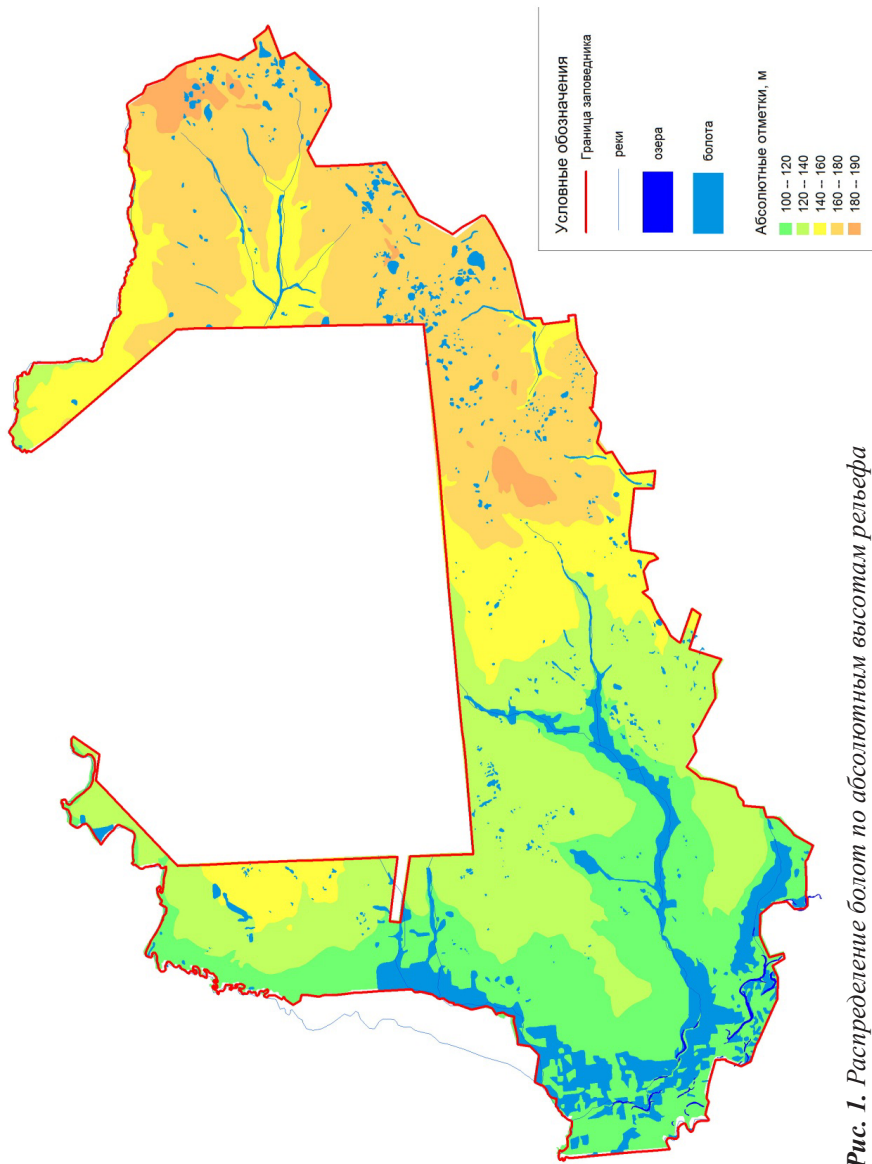 Условные обозначения
Граница заповедника
реки
озера
болота
Абсолютные отметки, м
100 – 120
120 – 140
140 – 160
160 – 180
180 – 190
Рис. 1. Распределение болот по абсолютным высотам рельефа